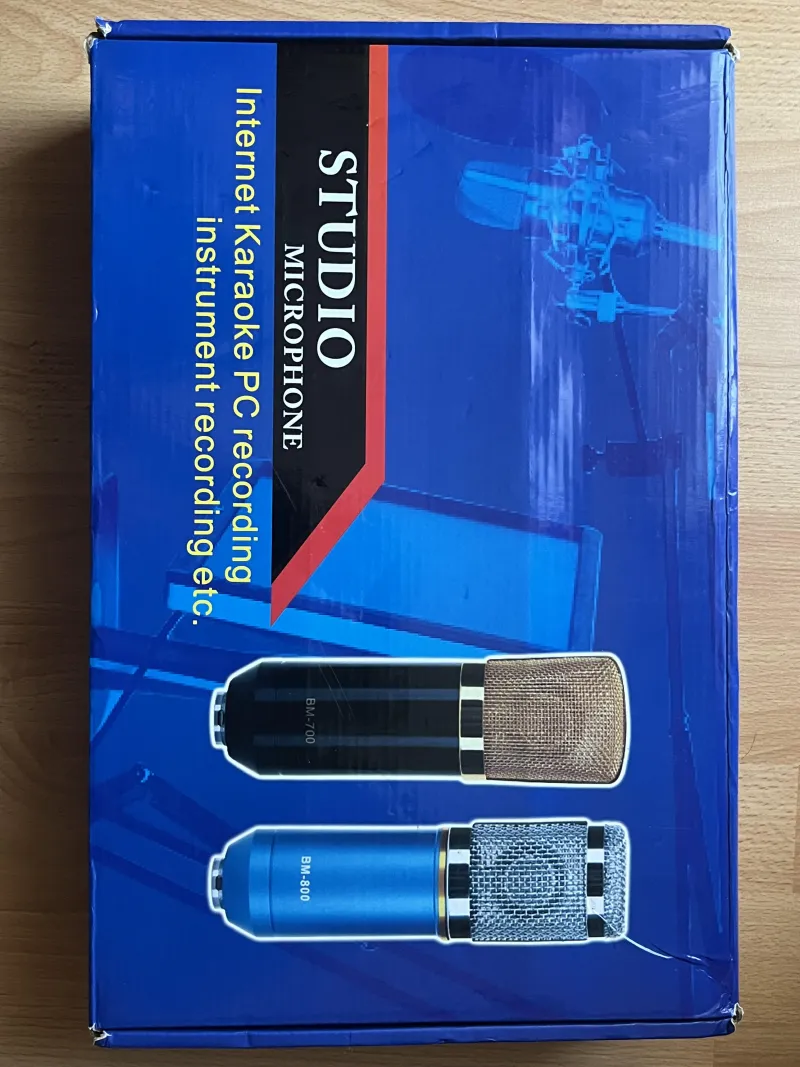 STUDIO
MICROPHONE
Internet Karaoke PC recording
instrument recording etc.
BM-700
BM-800